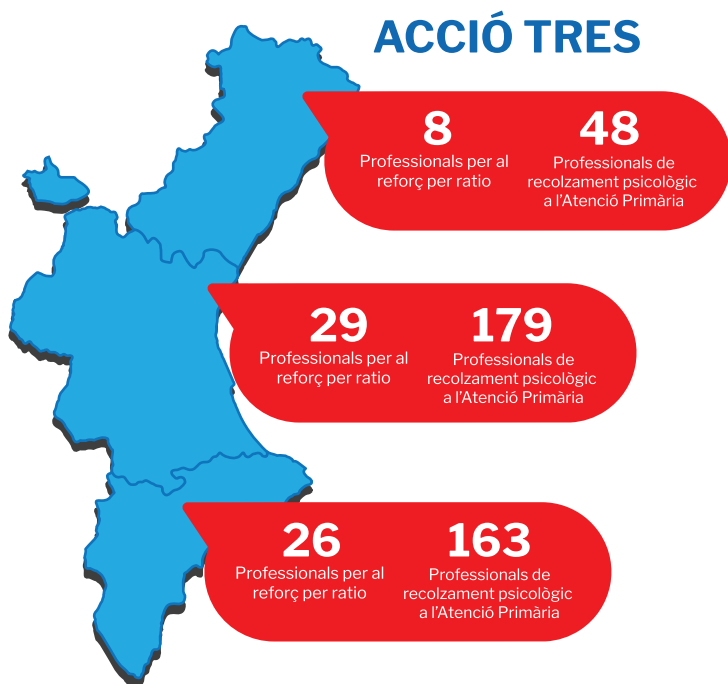 ACCIÓ TRES
8
Professionals per al
reforç per ratio
48
Professionals de
recolzament psicològic
a l'Atenció Primària
29
Professionals per al
reforç per ratio
179
Professionals de
recolzament psicològic
a l'Atenció Primària
26
Professionals per al
reforç per ratio
163
Professionals de
recolzament psicològic
a l'Atenció Primària